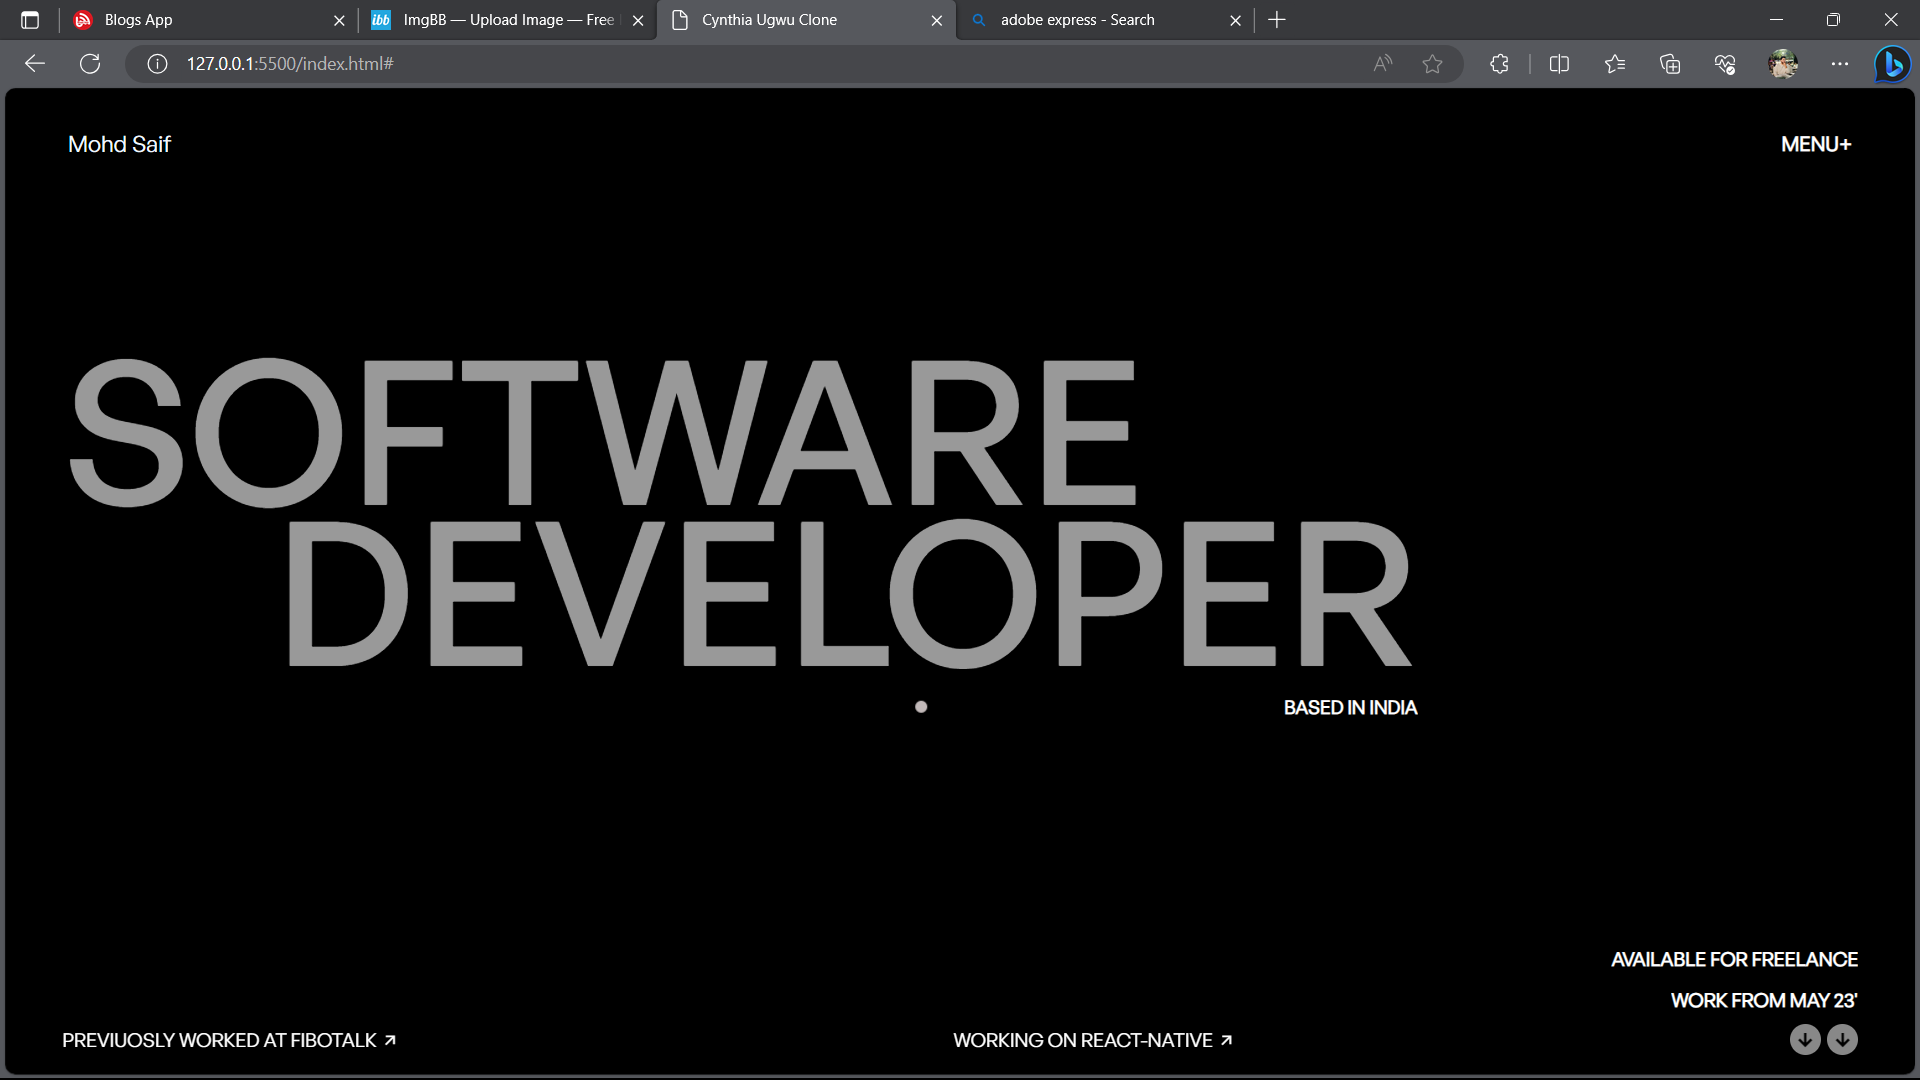 Blogs App
ImgBB — Upload Image — Free
Cynthia Ugwu Clone
adobe express - Search
127.0.0.1:5500/index.html#
Mohd Saif
MENU+
SOFTWARE
DEVELOPER
BASED IN INDIA
AVAILABLE FOR FREELANCE
WORK FROM MAY 23'
PREVIUOSLY WORKED AT FIBOTALK
WORKING ON REACT-NATIVE